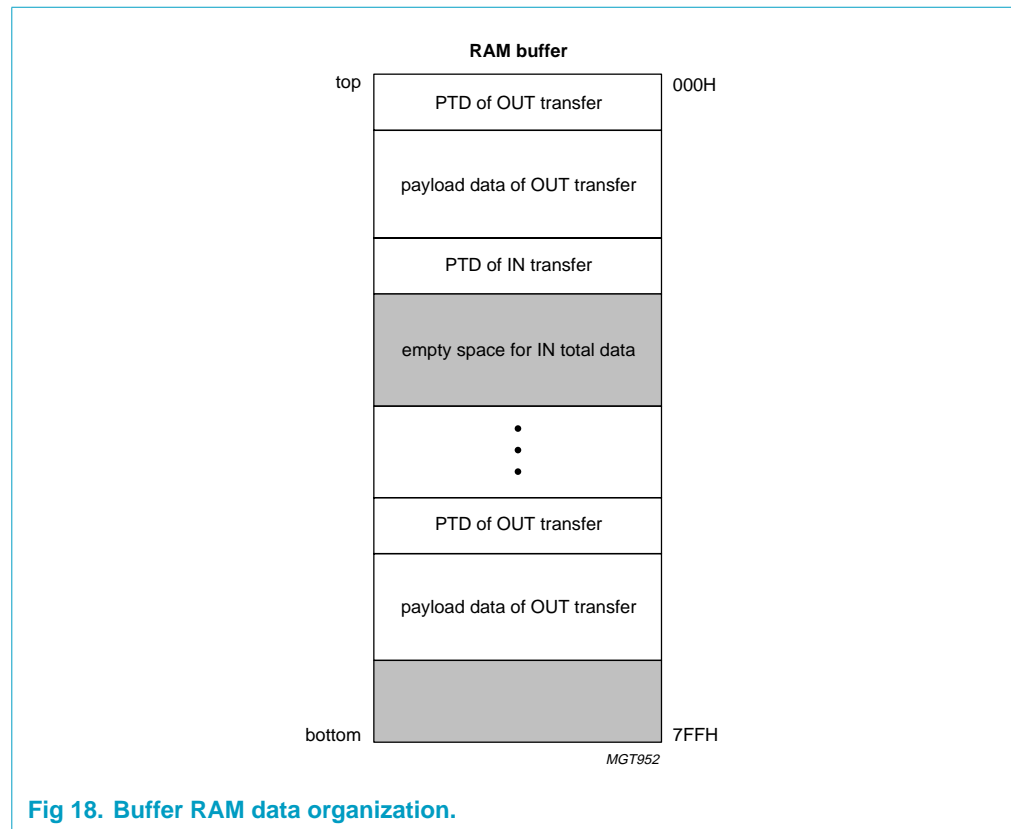 RAM buffer
top
000H
PTD of OUT transfer
payload data of OUT transfer
PTD of IN transfer
empty space for IN total data
PTD of OUT transfer
payload data of OUT transfer
bottom
7FFH
MGT952
Fig 18. Buffer RAM data organization.